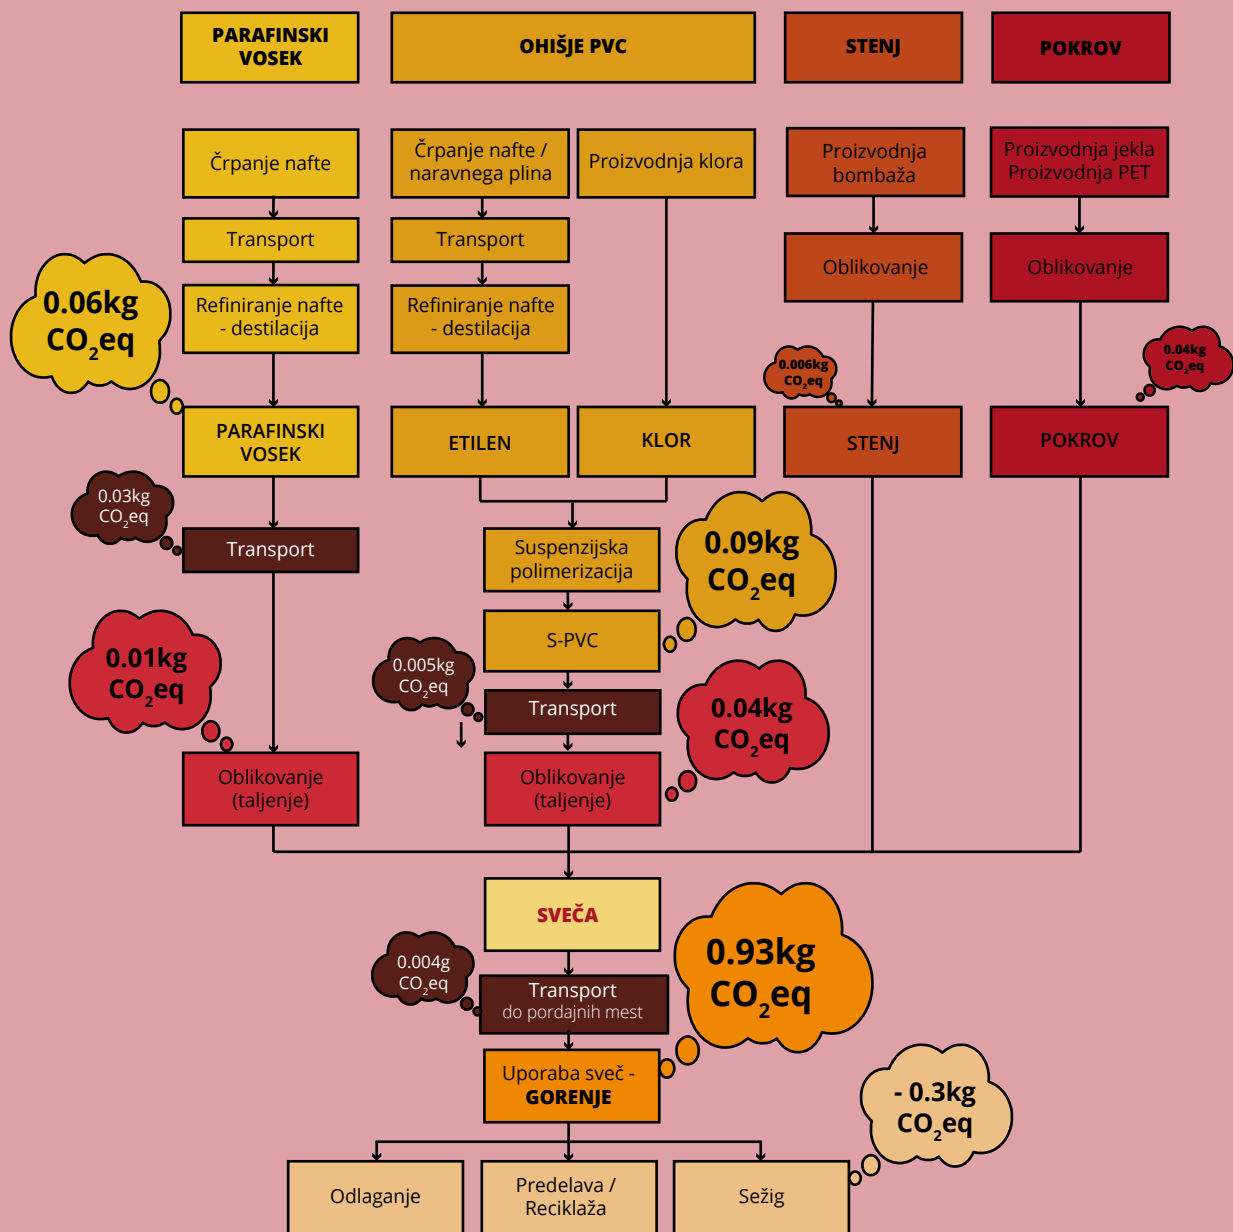 PARAFINSKI
VOSEK
OHIŠJE PVC
STENJ
POKROV
Črpanje nafte
Črpanje nafte /
naravnega plina
Proizvodnja klora
Proizvodnja
bombaža
Proizvodnja jekla
Proizvodnja PET
Transport
Transport
Oblikovanje
Oblikovanje
0.06kg
CO₂eq
Refiniranje nafte
- destilacija
Refiniranje nafte
- destilacija
0.006kg
CO₂eq
0.04kg
CO₂eq
PARAFINSKI
VOSEK
ETILEN
KLOR
STENJ
POKROV
0.03kg
CO₂eq
Transport
Suspenzijska
polimerizacija
0.09kg
CO₂eq
S-PVC
0.01kg
CO₂eq
0.005kg
CO₂eq
Transport
0.04kg
CO₂eq
Oblikovanje
(taljenje)
Oblikovanje
(taljenje)
SVEČA
0.93kg
CO₂eq
0.004g
CO₂eq
Transport
do pordajnih mest
Uporaba sveč -
GORENJE
- 0.3kg
CO₂eq
Odlaganje
Predelava /
Reciklaža
Sežig